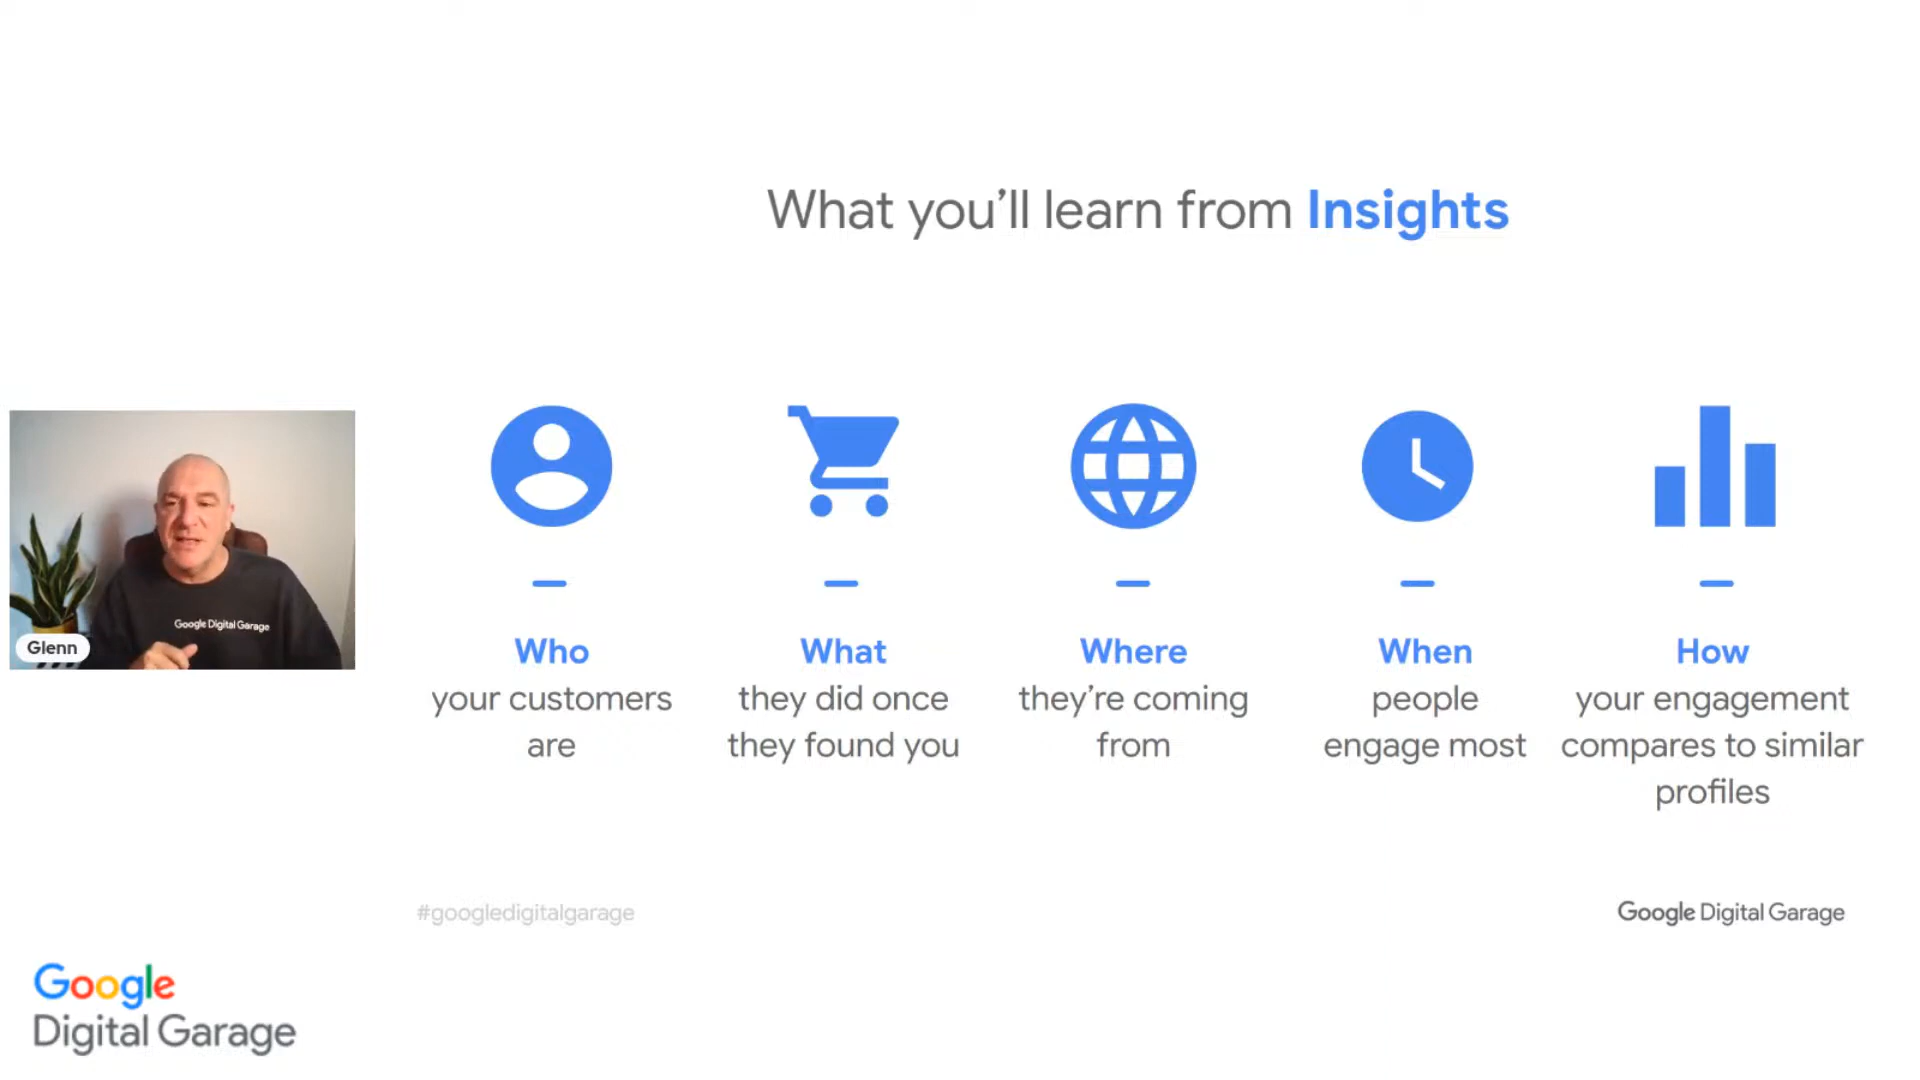 What you'll learn from Insights
Google Digital Garage
Glenn
Who
your customers
are
What
they did once
they found you
Where
they're coming
from
When
people
engage most
How
your engagement
compares to similar
profiles
#googledigitalgarage
Google Digital Garage
Google
Digital Garage